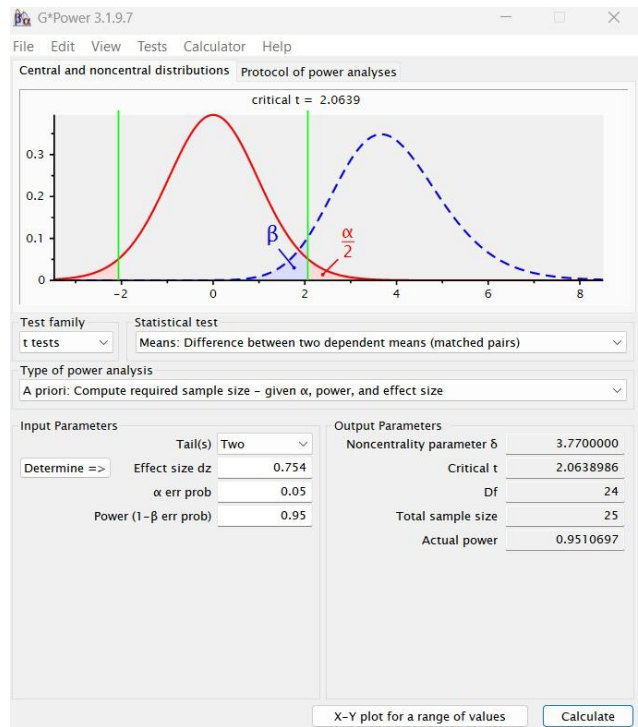 G*Power 3.1.9.7
File Edit View Tests Calculator Help
Central and noncentral distributions Protocol of power analyses
critical t = 2.0639
0.3
0.2
0.1
0
β
α
2
-2 0 2 4 6 8
Test family Statistical test
t tests Means: Difference between two dependent means (matched pairs)
Type of power analysis
A priori: Compute required sample size – given α, power, and effect size
Input Parameters Output Parameters
Tail(s) Two Noncentrality parameter δ 3.7700000
Determine => Effect size dz 0.754 Critical t 2.0638986
α err prob 0.05 Df 24
Power (1–β err prob) 0.95 Total sample size 25
Actual power 0.9510697
X–Y plot for a range of values Calculate